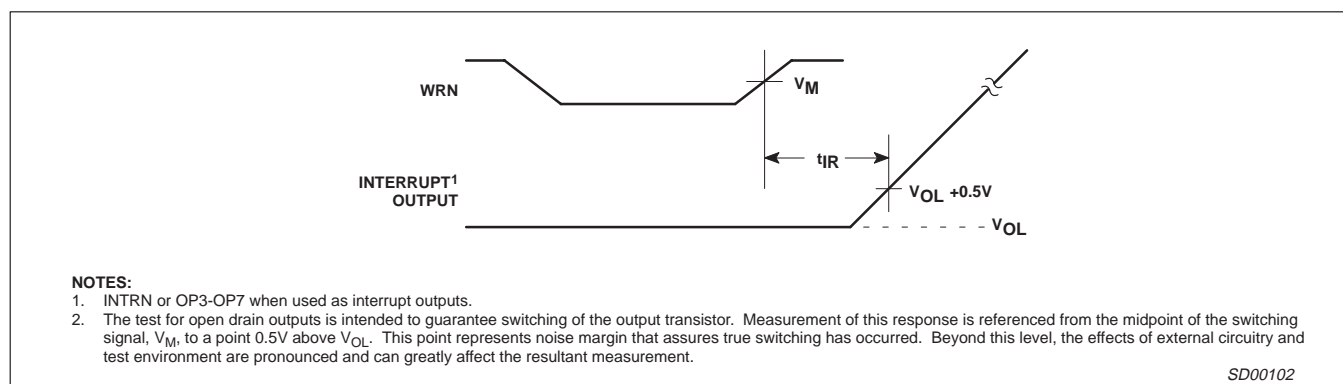 WRN
VM
tIR
INTERRUPT1
OUTPUT
VOL +0.5V
VOL
NOTES:
1. INTRN or OP3-OP7 when used as interrupt outputs.
2. The test for open drain outputs is intended to guarantee switching of the output transistor. Measurement of this response is referenced from the midpoint of the switching
signal, VM, to a point 0.5V above VOL. This point represents noise margin that assures true switching has occurred. Beyond this level, the effects of external circuitry and
test environment are pronounced and can greatly affect the resultant measurement.
SD00102